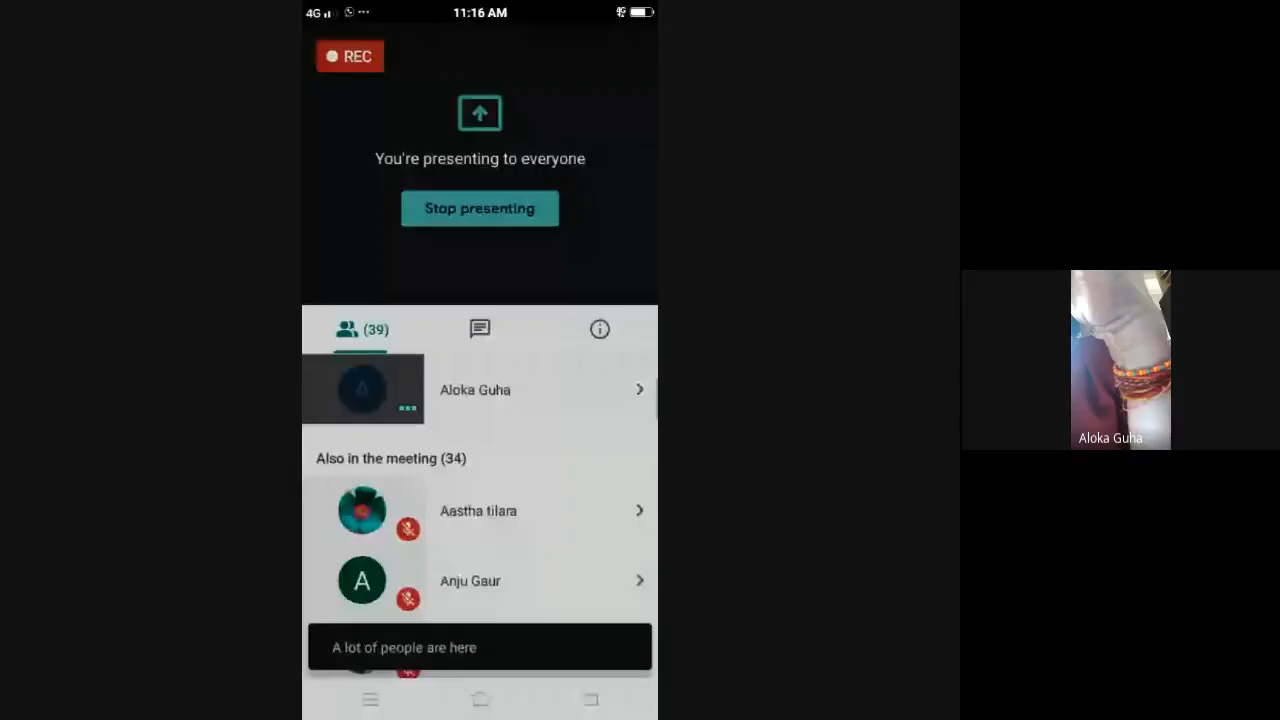 4G
11:16 AM
REC
You're presenting to everyone
Stop presenting
(39)
Aloka Guha
Also in the meeting (34)
Aastha tilara
A
Anju Gaur
A lot of people are here
Aloka Guha